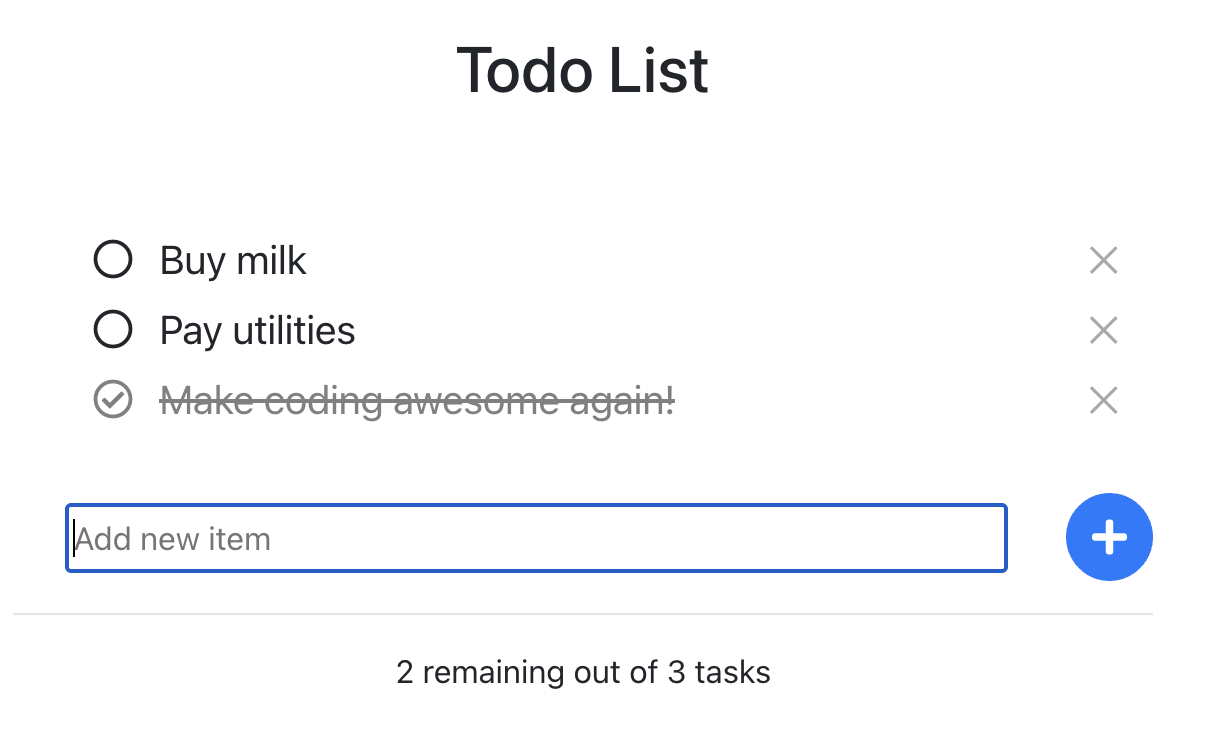 Todo List
Buy milk
Pay utilities
Make coding awesome again!
Add new item
2 remaining out of 3 tasks